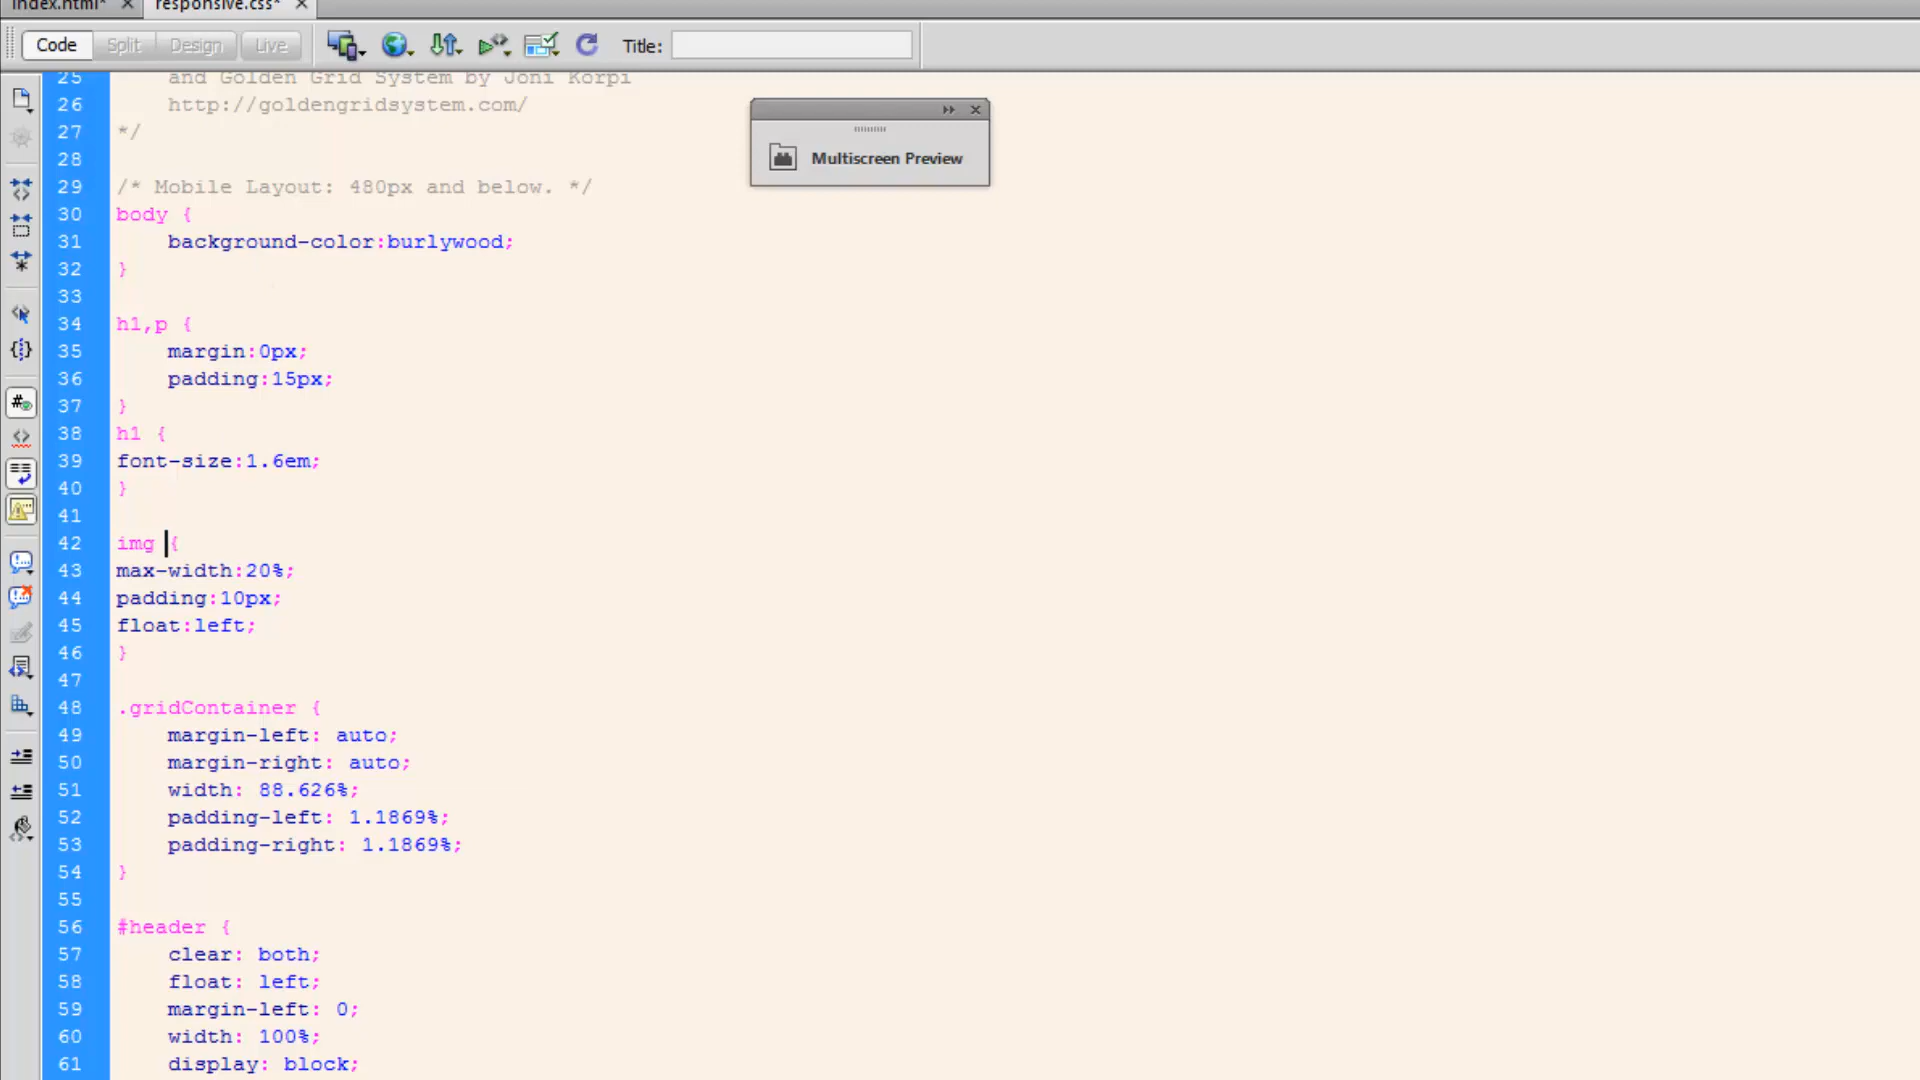 index.html* responsive.css*
Code Split Design Live Title:
25 and Golden Grid System by Joni Korpi
26 http://goldengridsystem.com/
27 */
28
29 /* Mobile Layout: 480px and below. */
30 body {
31 background-color:burlywood;
32 }
33
34 h1,p {
35 margin:0px;
36 padding:15px;
37 }
38 h1 {
39 font-size:1.6em;
40 }
41
42 img {
43 max-width:20%;
44 padding:10px;
45 float:left;
46 }
47
48 .gridContainer {
49 margin-left: auto;
50 margin-right: auto;
51 width: 88.626%;
52 padding-left: 1.1869%;
53 padding-right: 1.1869%;
54 }
55
56 #header {
57 clear: both;
58 float: left;
59 margin-left: 0;
60 width: 100%;
61 display: block;
Multiscreen Preview